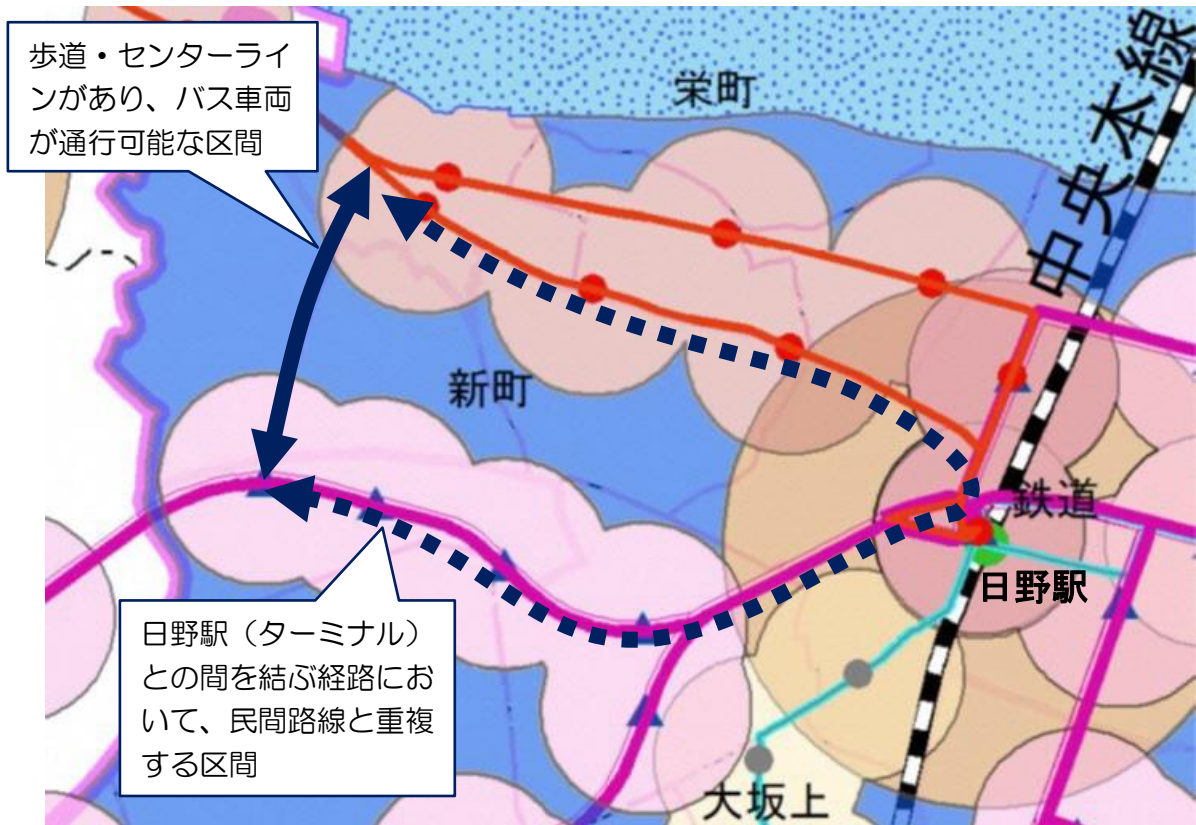 歩道・センターライ
ンがあり、バス車両
が通行可能な区間
栄町
中央本線
新町
鉄道
日野駅
日野駅（ターミナル）
との間を結ぶ経路にお
いて、民間路線と重複
する区間
大坂上